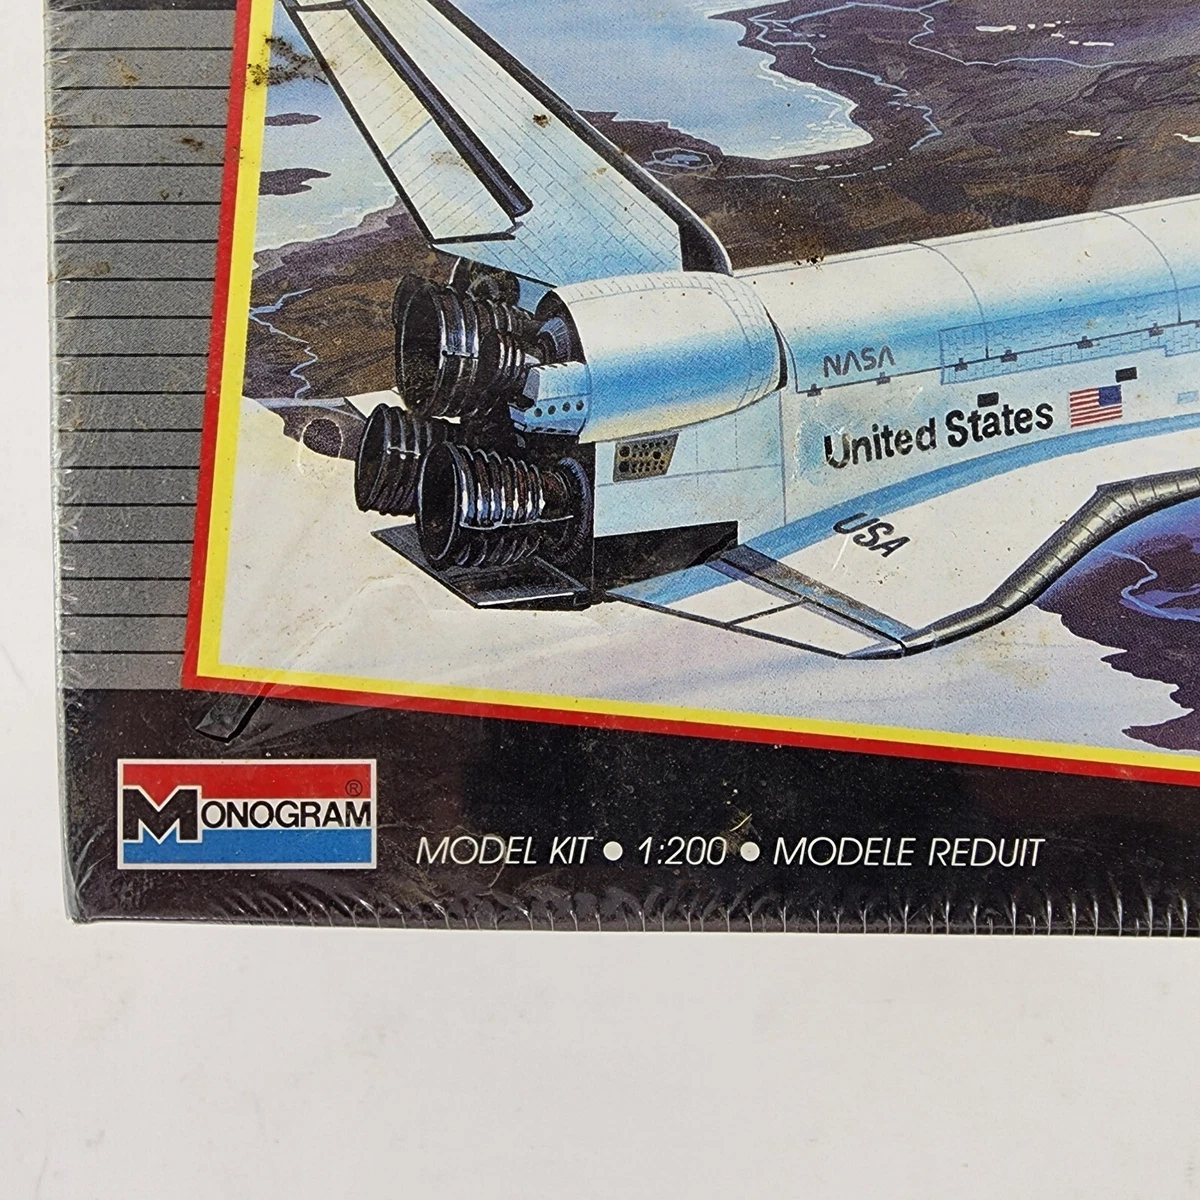 NASA
United States
USA
MONOGRAM®
MODEL KIT • 1:200 • MODELE REDUIT